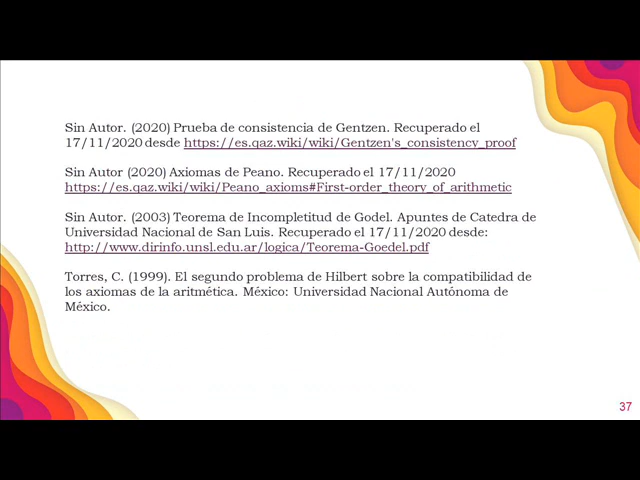 Sin Autor. (2020) Prueba de consistencia de Gentzen. Recuperado el
17/11/2020 desde https://es.qaz.wiki/wiki/Gentzen's_consistency_proof
Sin Autor (2020) Axiomas de Peano. Recuperado el 17/11/2020
https://es.qaz.wiki/wiki/Peano_axioms#First-order_theory_of_arithmetic
Sin Autor. (2003) Teorema de Incompletitud de Godel. Apuntes de Catedra de
Universidad Nacional de San Luis. Recuperado el 17/11/2020 desde:
http://www.dirinfo.unsl.edu.ar/logica/Teorema-Goedel.pdf
Torres, C. (1999). El segundo problema de Hilbert sobre la compatibilidad de
los axiomas de la aritmética. México: Universidad Nacional Autónoma de
México.
37